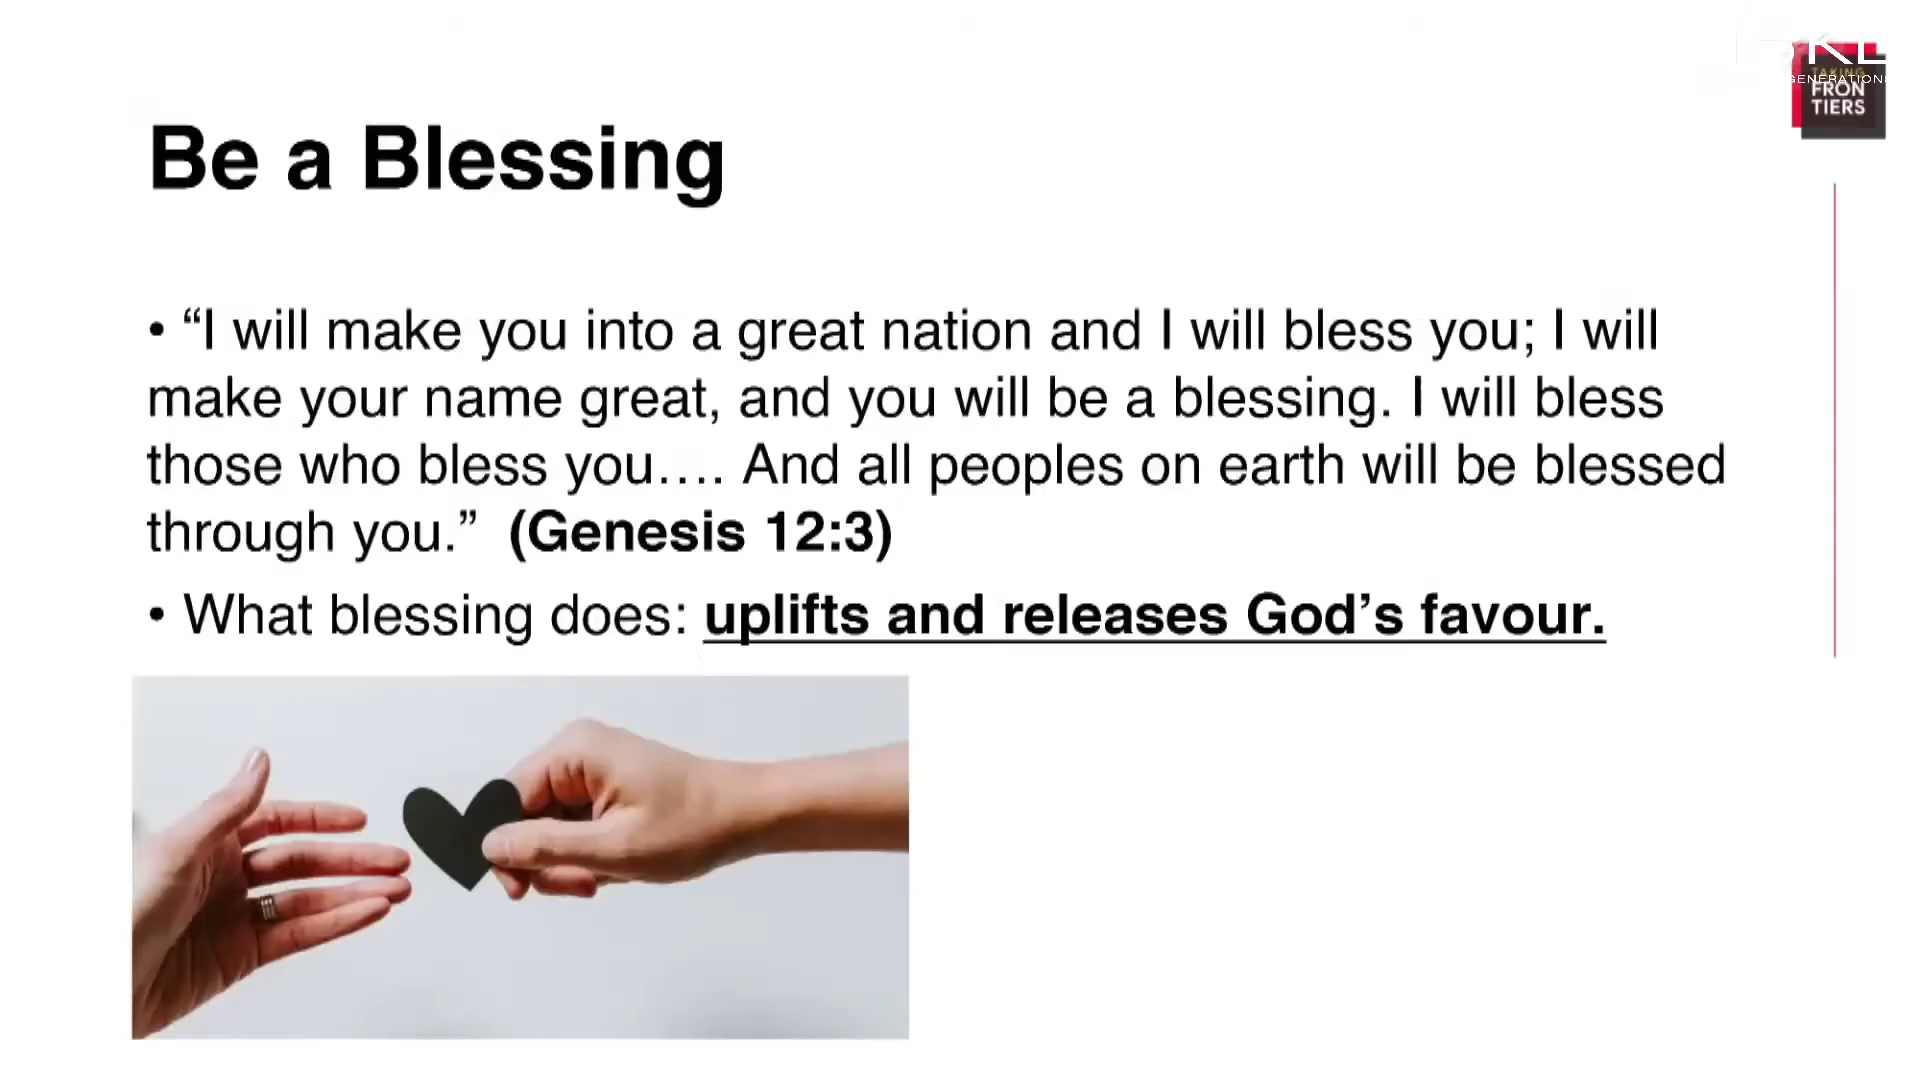 TAKING
FRON
TIERS
Be a Blessing
• “I will make you into a great nation and I will bless you; I will
make your name great, and you will be a blessing. I will bless
those who bless you.... And all peoples on earth will be blessed
through you.” (Genesis 12:3)
• What blessing does: uplifts and releases God’s favour.